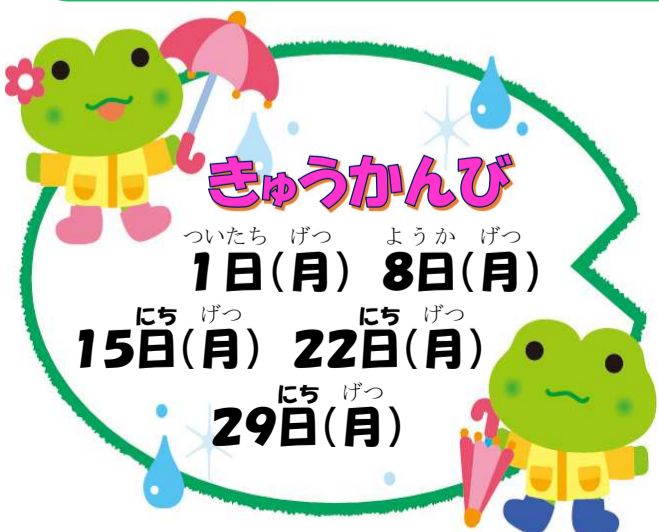 きゅうかんび
ついたち げつ ようか げつ
1日(月) 8日(月)
にち げつ にち げつ
15日(月) 22日(月)
にち げつ
29日(月)